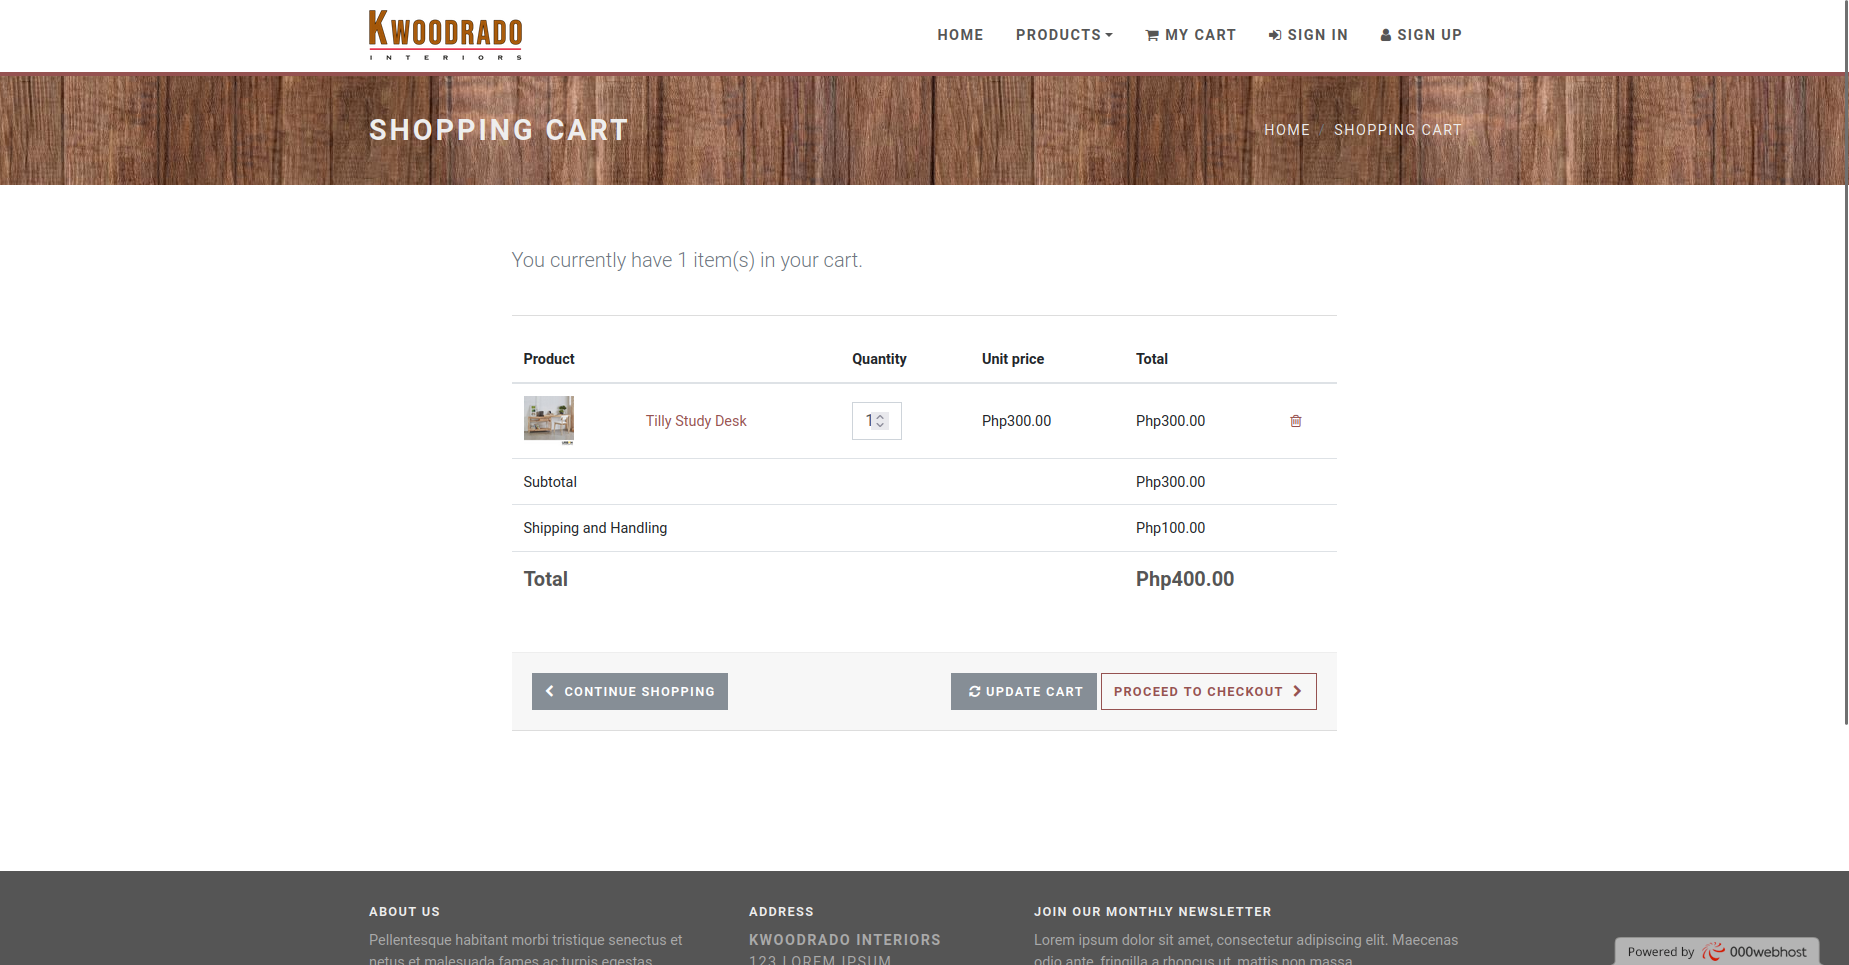 KWOODRADO
INTERIORS
HOME PRODUCTS MY CART SIGN IN SIGN UP
SHOPPING CART
HOME SHOPPING CART
You currently have 1 item(s) in your cart.
Product Quantity Unit price Total
Tilly Study Desk 1 Php300.00 Php300.00
Subtotal Php300.00
Shipping and Handling Php100.00
Total Php400.00
CONTINUE SHOPPING UPDATE CART PROCEED TO CHECKOUT
ABOUT US ADDRESS JOIN OUR MONTHLY NEWSLETTER
Pellentesque habitant morbi tristique senectus et KWOODRADO INTERIORS Lorem ipsum dolor sit amet, consectetur adipiscing elit. Maecenas
netus et malesuada fames ac turpis egestas. 123 LOREM IPSUM odio ante, fringilla a rhoncus ut, mattis non massa.
Powered by 000webhost